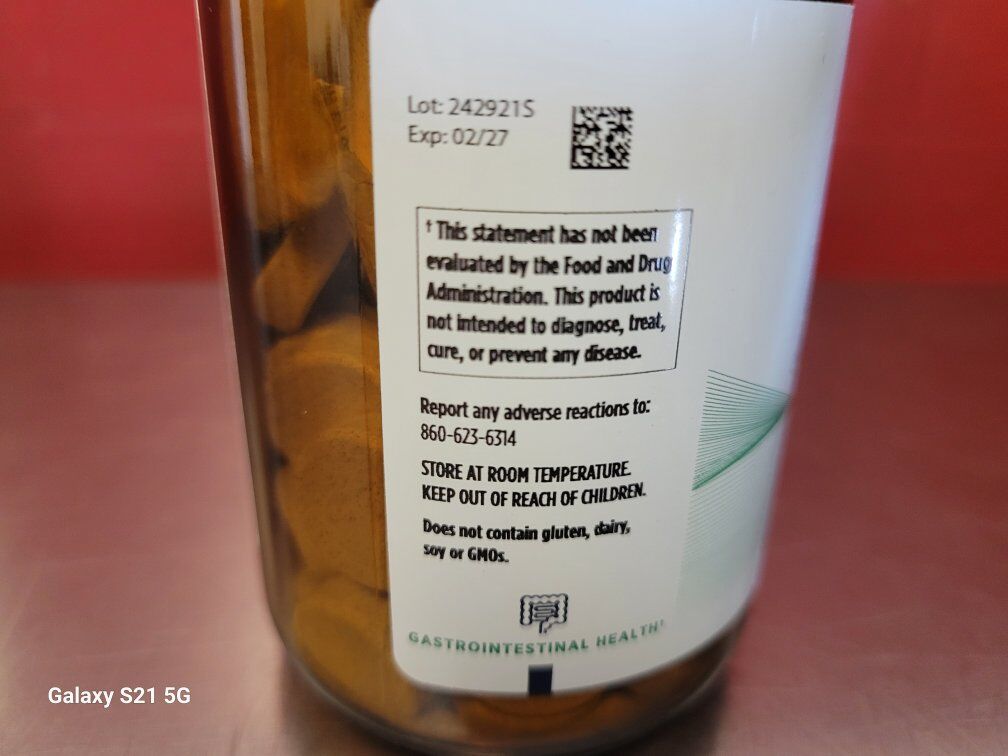 Lot: 242921S
Exp: 02/27
† This statement has not been
evaluated by the Food and Drug
Administration. This product is
not intended to diagnose, treat,
cure, or prevent any disease.
Report any adverse reactions to:
860-623-6314
STORE AT ROOM TEMPERATURE.
KEEP OUT OF REACH OF CHILDREN.
Does not contain gluten, dairy,
soy or GMOs.
GASTROINTESTINAL HEALTH†
Galaxy S21 5G